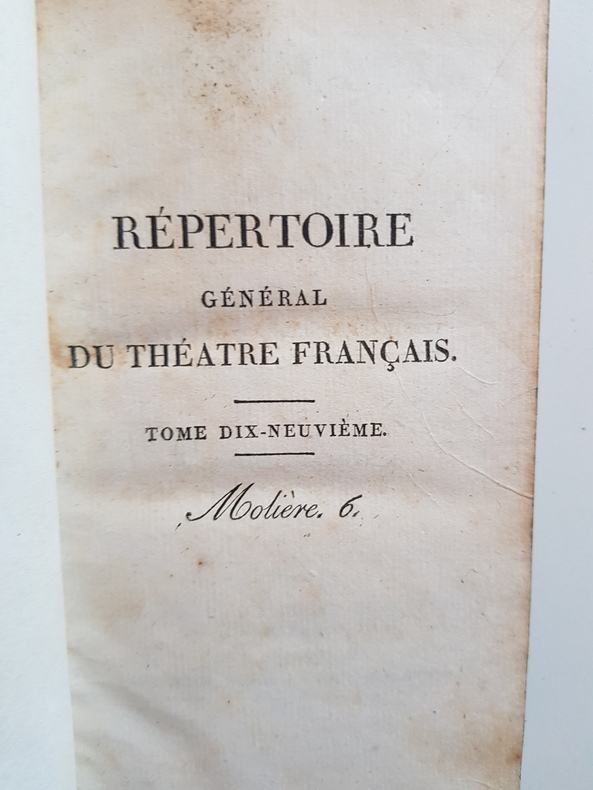 RÉPERTOIRE
GÉNÉRAL
DU THÉATRE FRANÇAIS.
TOME DIX-NEUVIÈME.
Molière. 6.